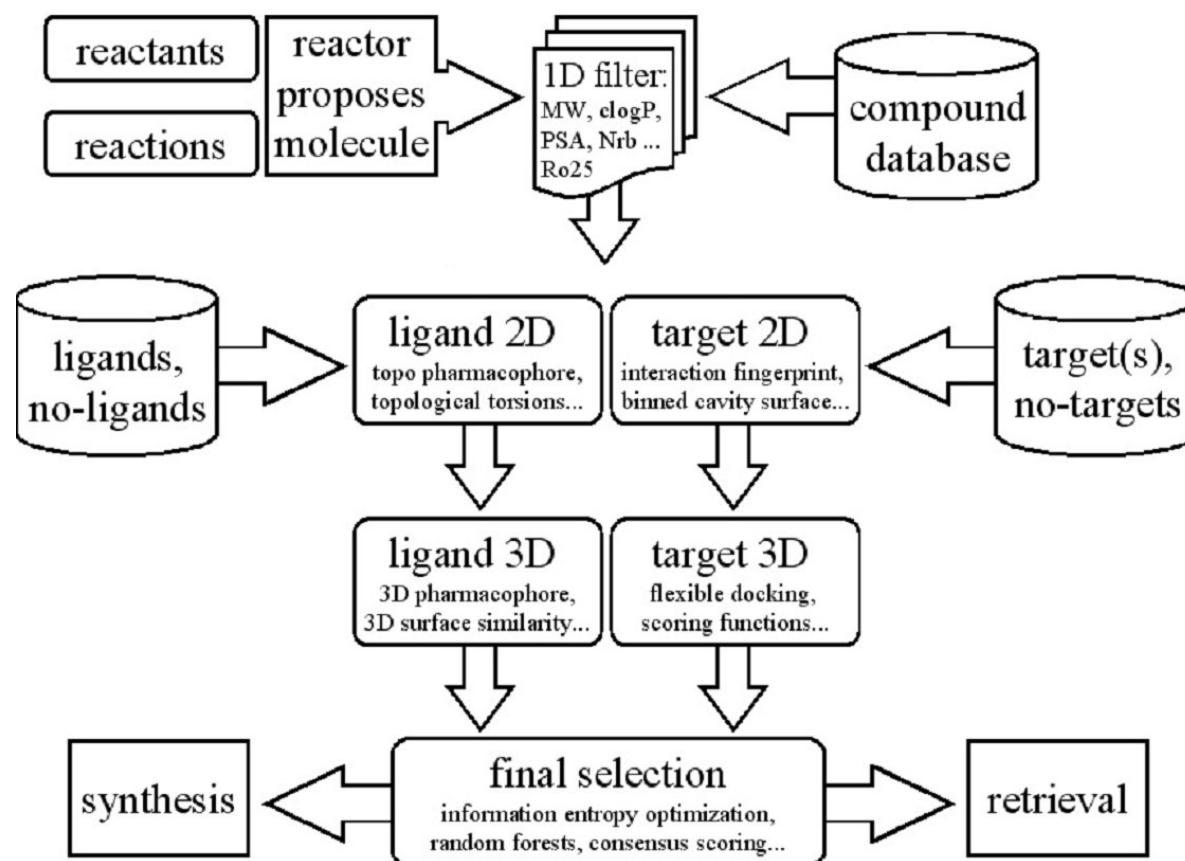 reactants
reactions
reactor
proposes
molecule
1D filter:
MW, clogP,
PSA, Nrb ...
Ro25
compound
database
ligands,
no-ligands
ligand 2D
topo pharmacophore,
topological torsions...
target 2D
interaction fingerprint,
binned cavity surface...
target(s),
no-targets
ligand 3D
3D pharmacophore,
3D surface similarity...
target 3D
flexible docking,
scoring functions...
synthesis
final selection
information entropy optimization,
random forests, consensus scoring...
retrieval